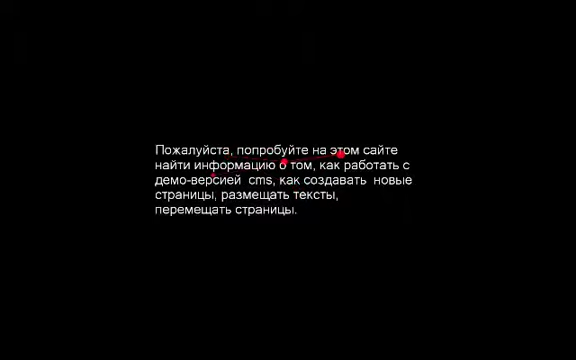 Пожалуйста, попробуйте на этом сайте
найти информацию о том, как работать с
демо-версией cms, как создавать новые
страницы, размещать тексты,
перемещать страницы.